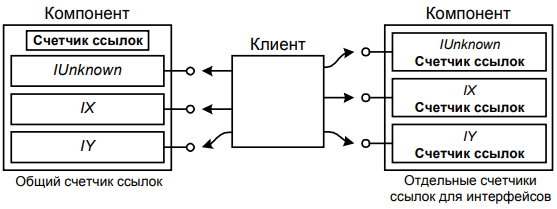 Компонент
Счетчик ссылок
IUnknown
IX
IY
Общий счетчик ссылок
Клиент
Компонент
IUnknown
Счетчик ссылок
IX
Счетчик ссылок
IY
Счетчик ссылок
Отдельные счетчики
ссылок для интерфейсов